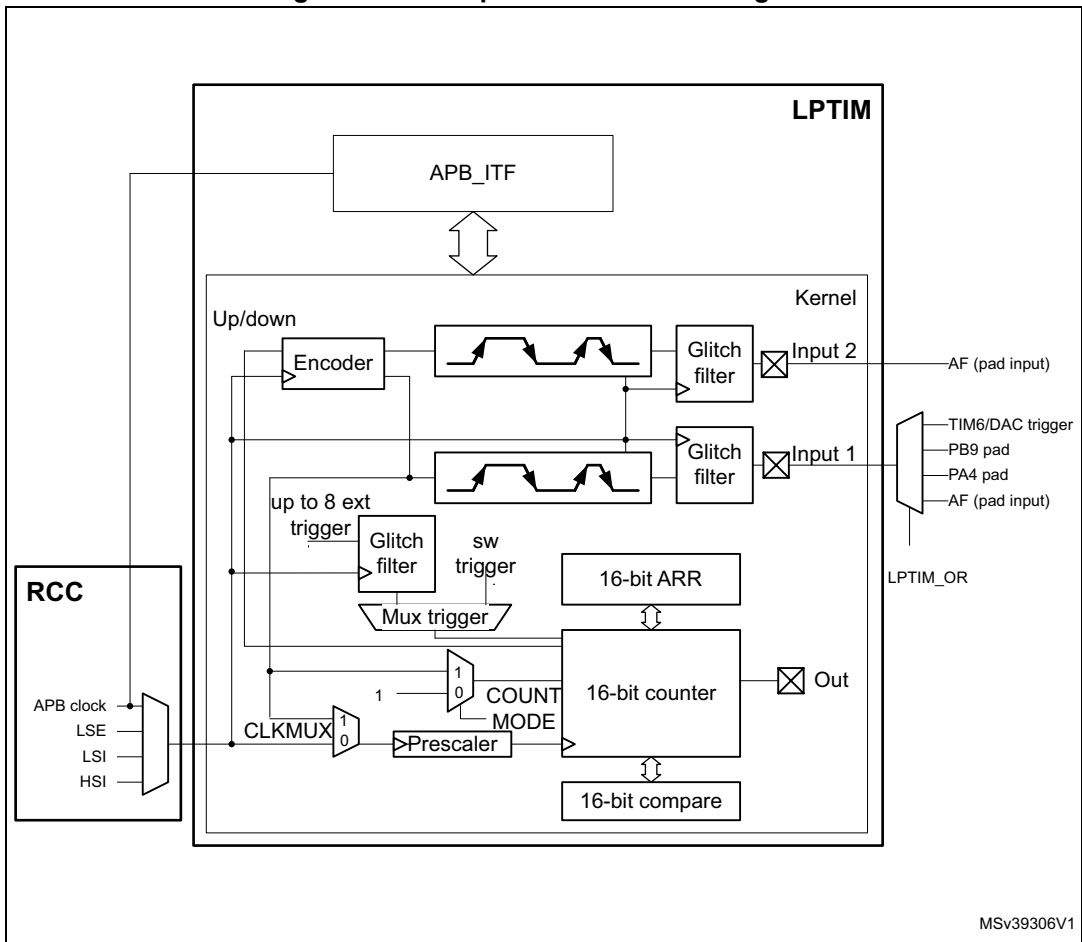 LPTIM
APB_ITF
Kernel
Up/down
Encoder
Glitch
filter
Input 2
AF (pad input)
Glitch
filter
Input 1
TIM6/DAC trigger
PB9 pad
PA4 pad
AF (pad input)
LPTIM_OR
up to 8 ext
trigger
Glitch
filter
sw
trigger
Mux trigger
16-bit ARR
RCC
APB clock
LSE
LSI
HSI
1
1
0
COUNT
MODE
16-bit counter
Out
CLKMUX
1
0
Prescaler
16-bit compare
MSv39306V1